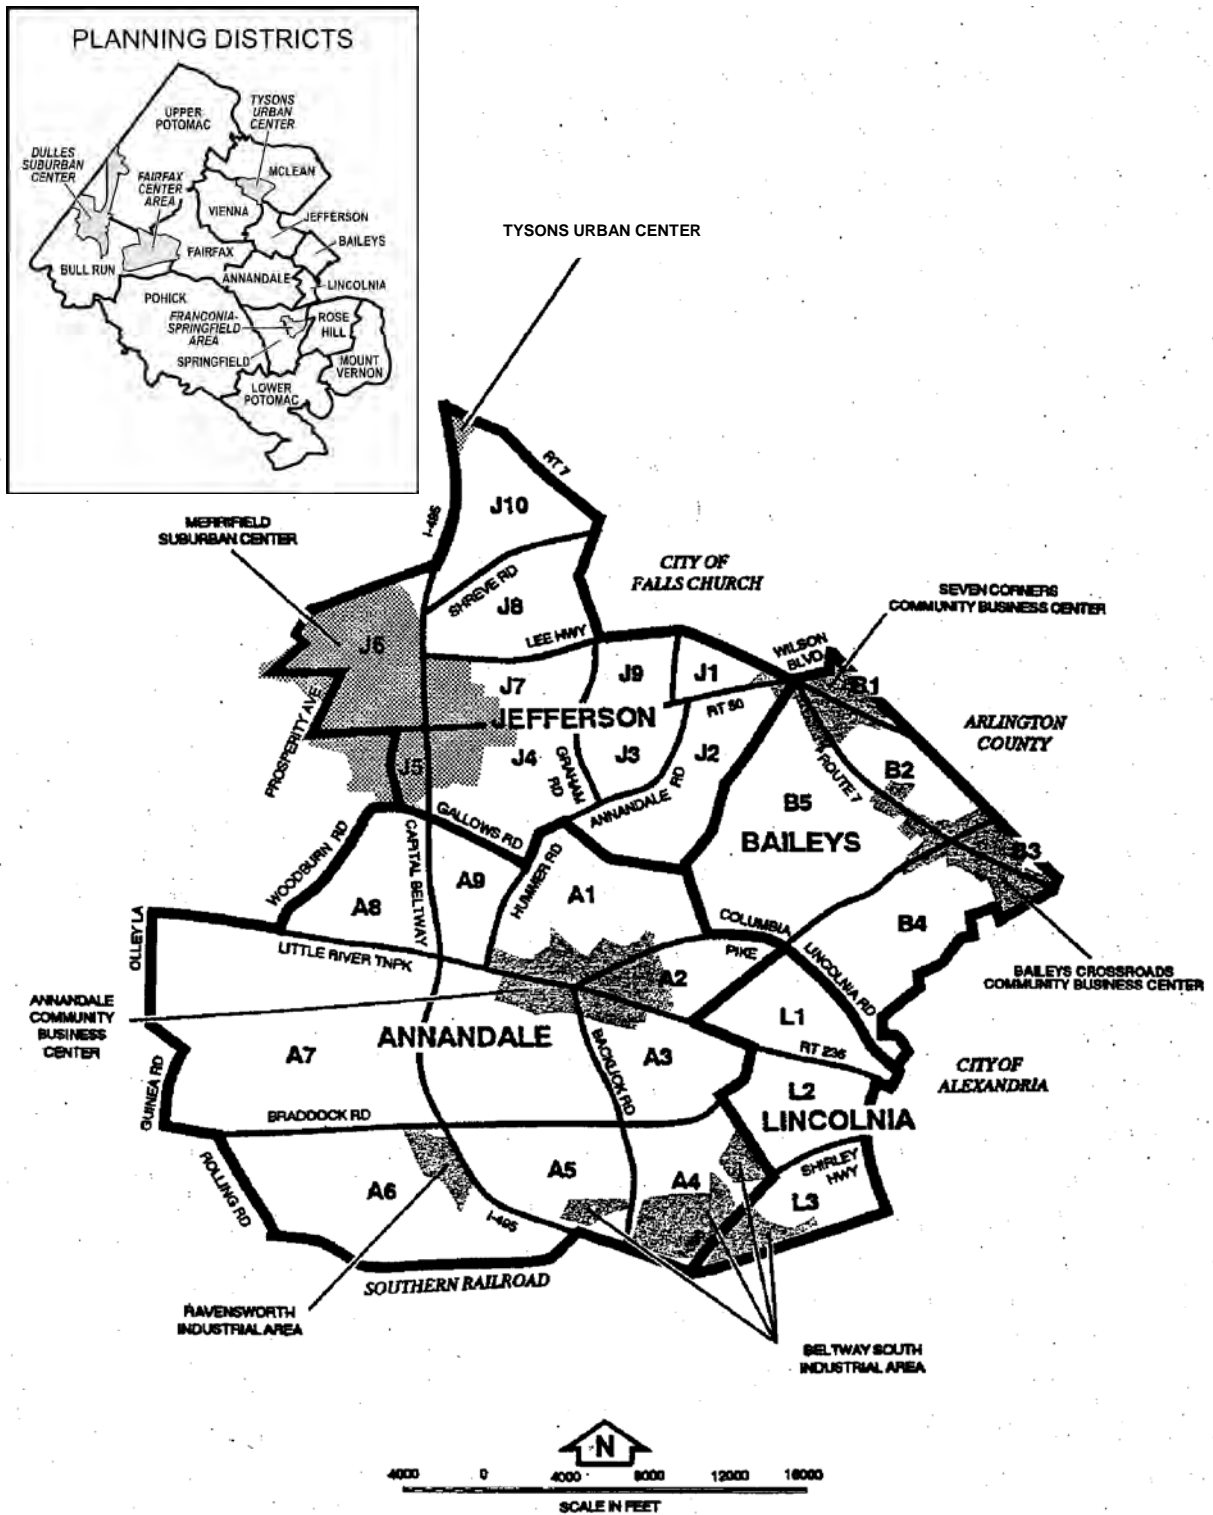 PLANNING DISTRICTS
UPPER
POTOMAC
TYSONS
URBAN
CENTER
DULLES
SUBURBAN
CENTER
FAIRFAX
CENTER
AREA
MCLEAN
VIENNA
JEFFERSON
BAILEYS
FAIRFAX
BULL RUN
ANNANDALE
LINCOLNIA
POHICK
FRANCONIA-
SPRINGFIELD
AREA
ROSE
HILL
SPRINGFIELD
MOUNT
VERNON
LOWER
POTOMAC
TYSONS URBAN CENTER
RT 7
J10
I-495
MERRIFIELD
SUBURBAN CENTER
CITY OF
FALLS CHURCH
SHREVE RD
J8
SEVEN CORNERS
COMMUNITY BUSINESS CENTER
LEE HWY
WILSON
BLVD
J6
J9
J1
J7
B1
PROSPERITY AVE
RT 50
JEFFERSON
ARLINGTON
COUNTY
J5
J4
J3
J2
GRAHAM
RD
ANNANDALE RD
ROUTE 7
B2
B5
BAILEYS
B3
GALLOWS RD
WOODBURN RD
CAPITAL BELTWAY
HUMMER RD
A9
A1
A8
B4
OLLEY LA
LITTLE RIVER TNPK
COLUMBIA
PIKE
LINCOLNIA RD
BAILEYS CROSSROADS
COMMUNITY BUSINESS CENTER
A2
ANNANDALE
COMMUNITY
BUSINESS
CENTER
ANNANDALE
L1
A7
BACKLICK RD
A3
RT 236
CITY OF
ALEXANDRIA
L2
GUINEA RD
BRADDOCK RD
LINCOLNIA
ROLLING RD
A5
A4
SHIRLEY
HWY
A6
L3
I-495
SOUTHERN RAILROAD
RAVENSWORTH
INDUSTRIAL AREA
BELTWAY SOUTH
INDUSTRIAL AREA
N
4000 0 4000 8000 12000 16000
SCALE IN FEET